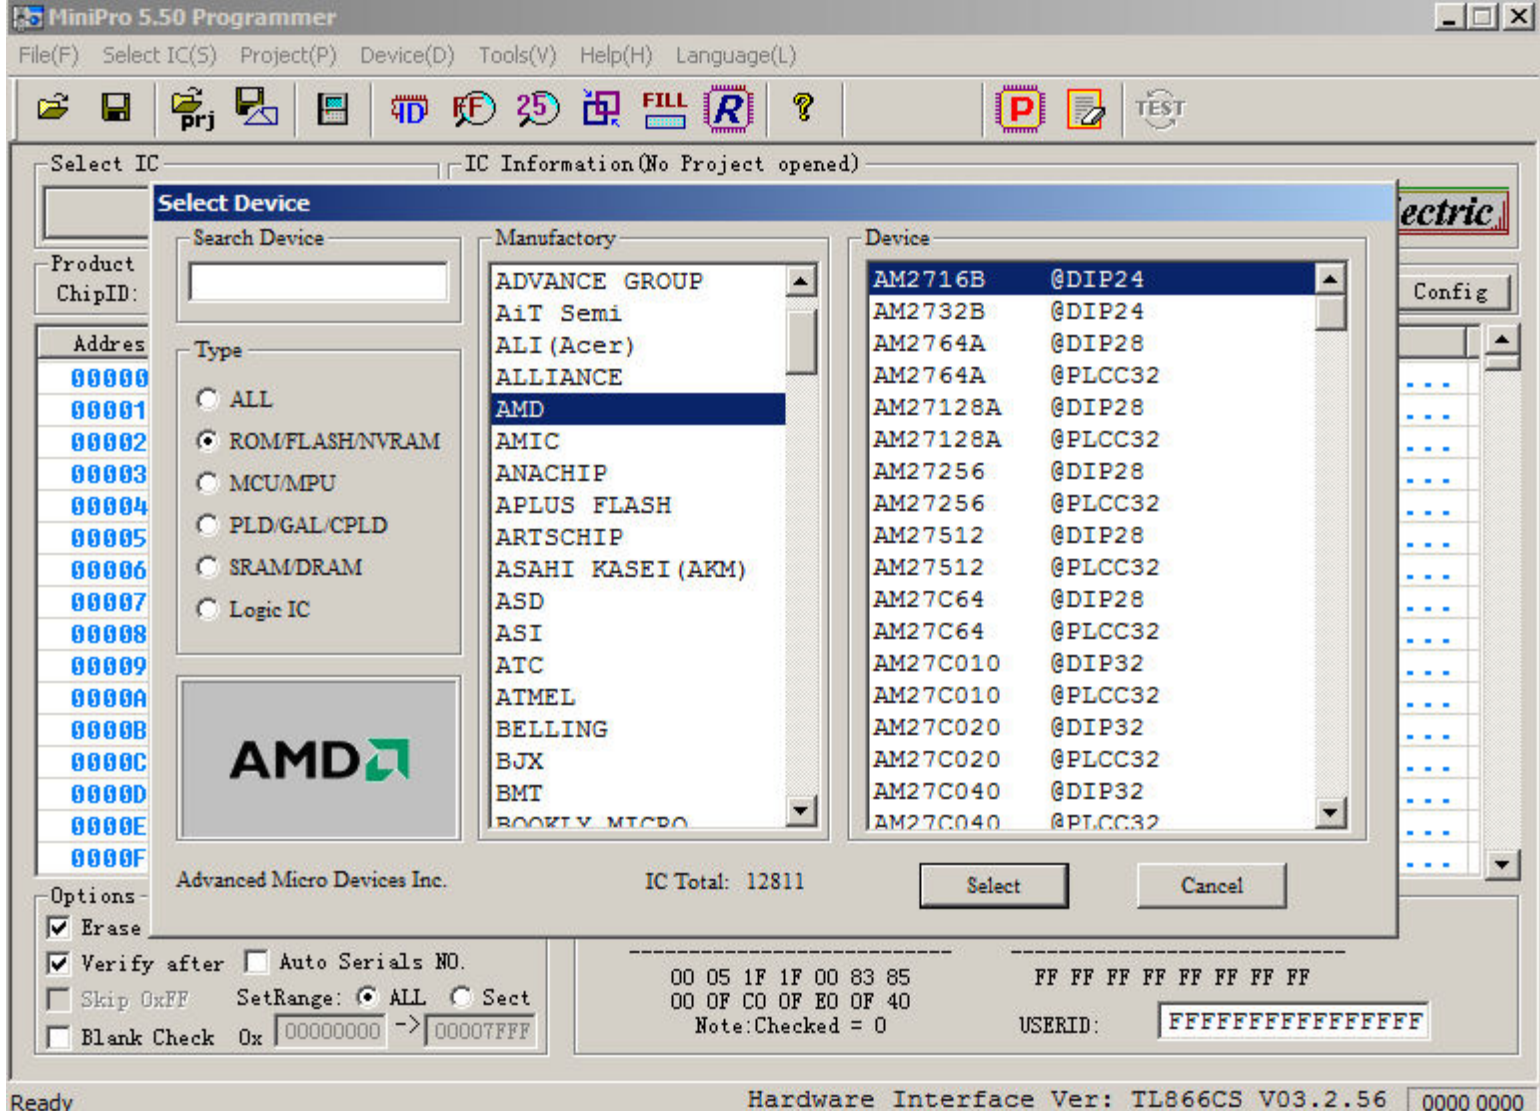 MiniPro 5.50 Programmer
File(F) Select IC(S) Project(P) Device(D) Tools(V) Help(H) Language(L)
prj ID FF 25 FILL R ? P TEST
Select IC IC Information(No Project opened)
ectric
Select Device
Search Device Manufactory Device
Product
ChipID:
Config
Type
ALL
ROM/FLASH/NVRAM
MCU/MPU
PLD/GAL/CPLD
SRAM/DRAM
Logic IC
ADVANCE GROUP
AiT Semi
ALI(Acer)
ALLIANCE
AMD
AMIC
ANACHIP
APLUS FLASH
ARTSCHIP
ASAHI KASEI(AKM)
ASD
ASI
ATC
ATMEL
BELLING
BJX
BMT
BOOKLY MICRO
AM2716B @DIP24
AM2732B @DIP24
AM2764A @DIP28
AM2764A @PLCC32
AM27128A @DIP28
AM27128A @PLCC32
AM27256 @DIP28
AM27256 @PLCC32
AM27512 @DIP28
AM27512 @PLCC32
AM27C64 @DIP28
AM27C64 @PLCC32
AM27C010 @DIP32
AM27C010 @PLCC32
AM27C020 @DIP32
AM27C020 @PLCC32
AM27C040 @DIP32
AM27C040 @PLCC32
Addres
00000
00001
00002
00003
00004
00005
00006
00007
00008
00009
0000A
0000B
0000C
0000D
0000E
0000F
AMD
Advanced Micro Devices Inc. IC Total: 12811 Select Cancel
Options
Erase
Verify after Auto Serials NO.
Skip 0xFF SetRange: ALL Sect
Blank Check 0x 00000000 -> 00007FFF
00 05 1F 1F 00 83 85
00 0F C0 0F E0 0F 40
Note:Checked = 0
FF FF FF FF FF FF FF FF
USERID: FFFFFFFFFFFFFFFF
Ready Hardware Interface Ver: TL866CS V03.2.56 0000 0000